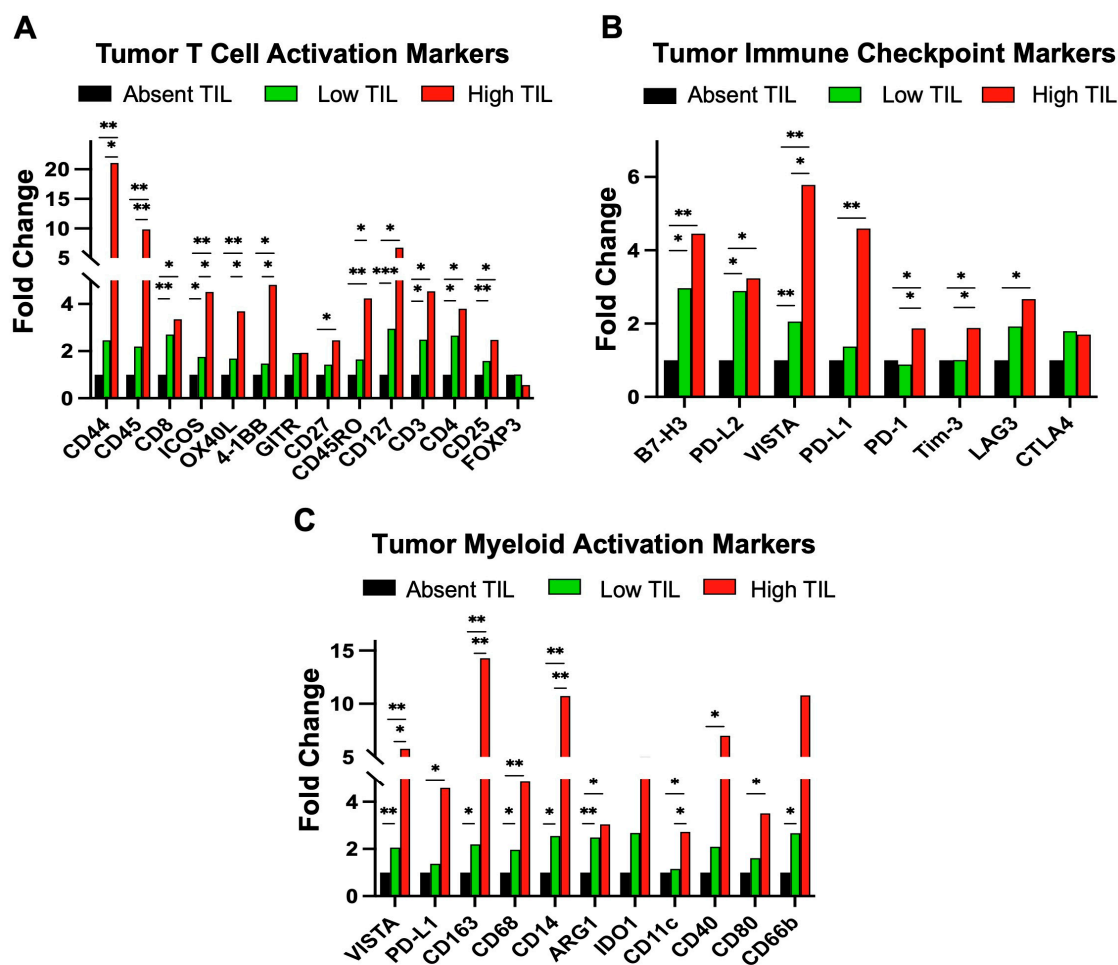 A
Tumor T Cell Activation Markers
Absent TIL Low TIL High TIL
Fold Change
20
15
10
5
4
2
0
** * ** ** ** * * ** * ** * * * * ** * *** * * * * * * **
CD44 CD45 CD8 ICOS OX40L 4-1BB GITR CD27 CD45RO CD127 CD3 CD4 CD25 FOXP3
B
Tumor Immune Checkpoint Markers
Absent TIL Low TIL High TIL
Fold Change
6
4
2
0
** * * * ** * ** ** * * * * *
B7-H3 PD-L2 VISTA PD-L1 PD-1 Tim-3 LAG3 CTLA4
C
Tumor Myeloid Activation Markers
Absent TIL Low TIL High TIL
Fold Change
15
10
5
4
2
0
** * ** * ** ** * ** * ** ** * * ** * * * * *
VISTA PD-L1 CD163 CD68 CD14 ARG1 IDO1 CD11c CD40 CD80 CD66b